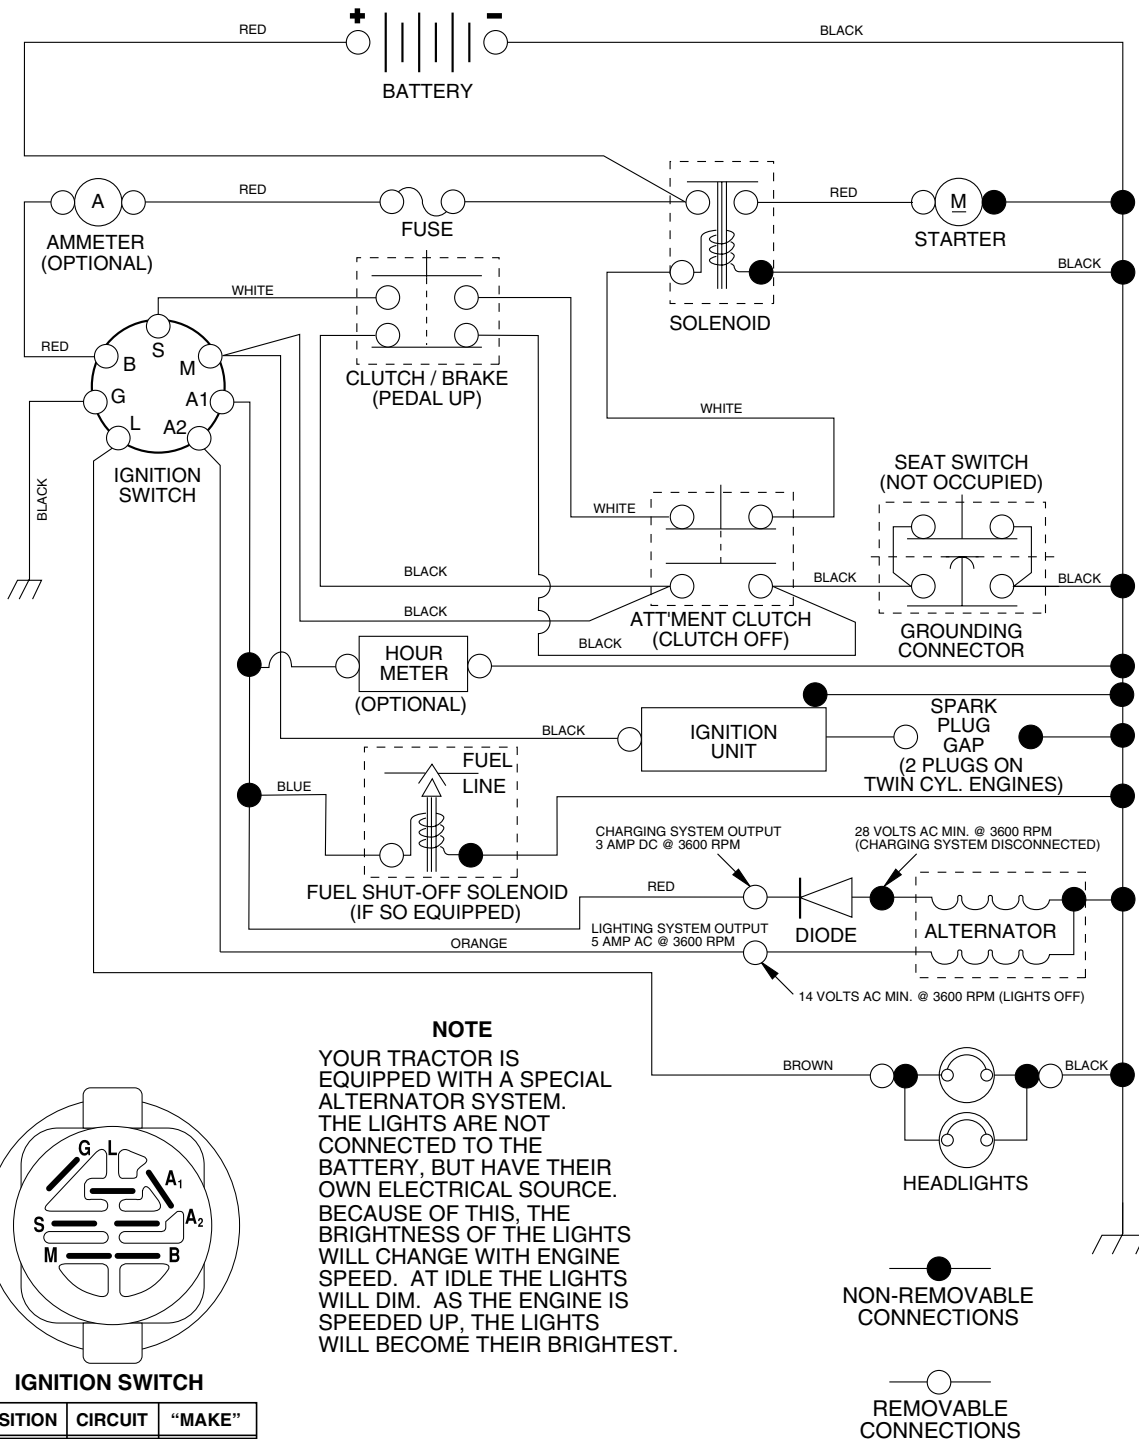 + −
RED
BLACK
BATTERY
RED
RED
A
M
AMMETER
(OPTIONAL)
FUSE
STARTER
BLACK
WHITE
SOLENOID
RED
S
B
M
G
A1
L
A2
CLUTCH / BRAKE
(PEDAL UP)
WHITE
IGNITION
SWITCH
BLACK
SEAT SWITCH
(NOT OCCUPIED)
WHITE
BLACK
BLACK
BLACK
BLACK
ATT'MENT CLUTCH
(CLUTCH OFF)
BLACK
GROUNDING
CONNECTOR
HOUR
METER
(OPTIONAL)
BLACK
IGNITION
UNIT
SPARK
PLUG
GAP
(2 PLUGS ON
TWIN CYL. ENGINES)
FUEL
LINE
BLUE
FUEL SHUT-OFF SOLENOID
(IF SO EQUIPPED)
CHARGING SYSTEM OUTPUT
3 AMP DC @ 3600 RPM
28 VOLTS AC MIN. @ 3600 RPM
(CHARGING SYSTEM DISCONNECTED)
RED
DIODE
ALTERNATOR
LIGHTING SYSTEM OUTPUT
5 AMP AC @ 3600 RPM
ORANGE
14 VOLTS AC MIN. @ 3600 RPM (LIGHTS OFF)
BROWN
BLACK
HEADLIGHTS
NOTE
YOUR TRACTOR IS
EQUIPPED WITH A SPECIAL
ALTERNATOR SYSTEM.
THE LIGHTS ARE NOT
CONNECTED TO THE
BATTERY, BUT HAVE THEIR
OWN ELECTRICAL SOURCE.
BECAUSE OF THIS, THE
BRIGHTNESS OF THE LIGHTS
WILL CHANGE WITH ENGINE
SPEED. AT IDLE THE LIGHTS
WILL DIM. AS THE ENGINE IS
SPEEDED UP, THE LIGHTS
WILL BECOME THEIR BRIGHTEST.
G L
A1
S
A2
M
B
IGNITION SWITCH
SITION CIRCUIT “MAKE”
NON-REMOVABLE
CONNECTIONS
REMOVABLE
CONNECTIONS